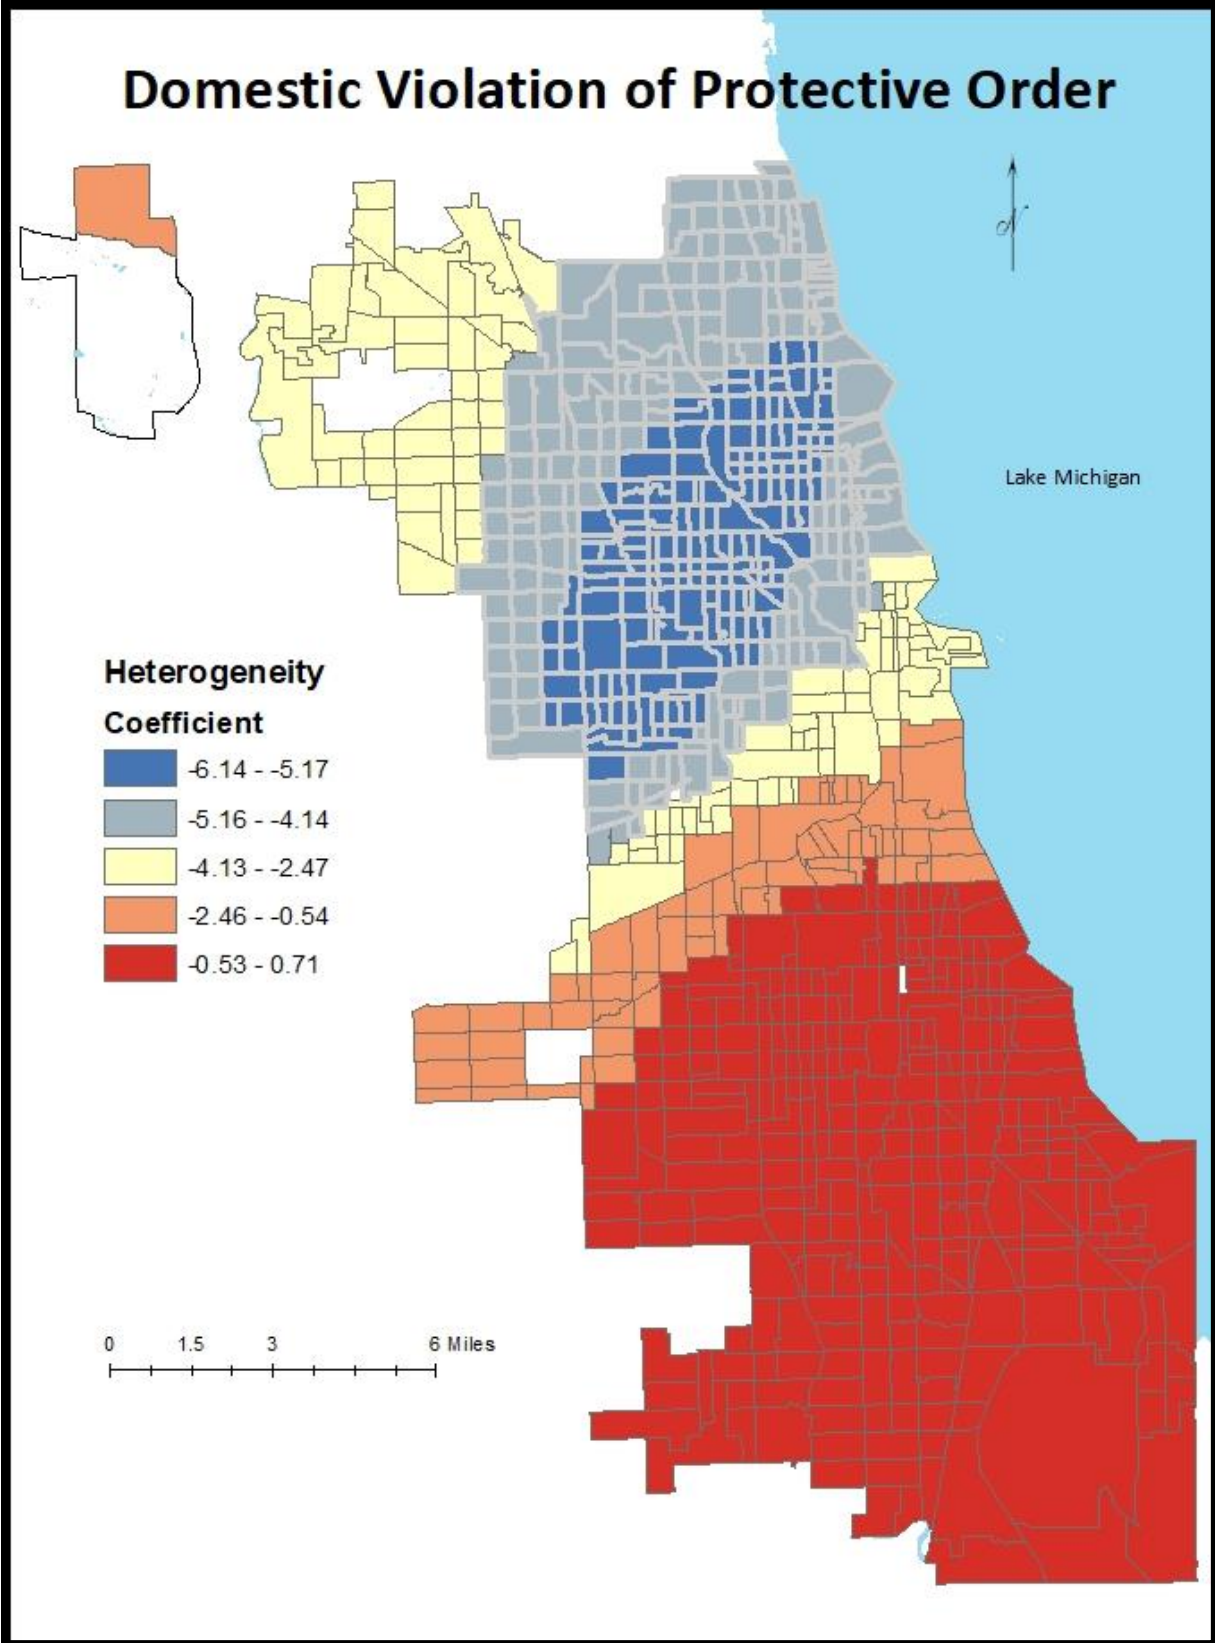 Domestic Violation of Protective Order
N
Lake Michigan
Heterogeneity
Coefficient
-6.14 - -5.17
-5.16 - -4.14
-4.13 - -2.47
-2.46 - -0.54
-0.53 - 0.71
0 1.5 3 6 Miles